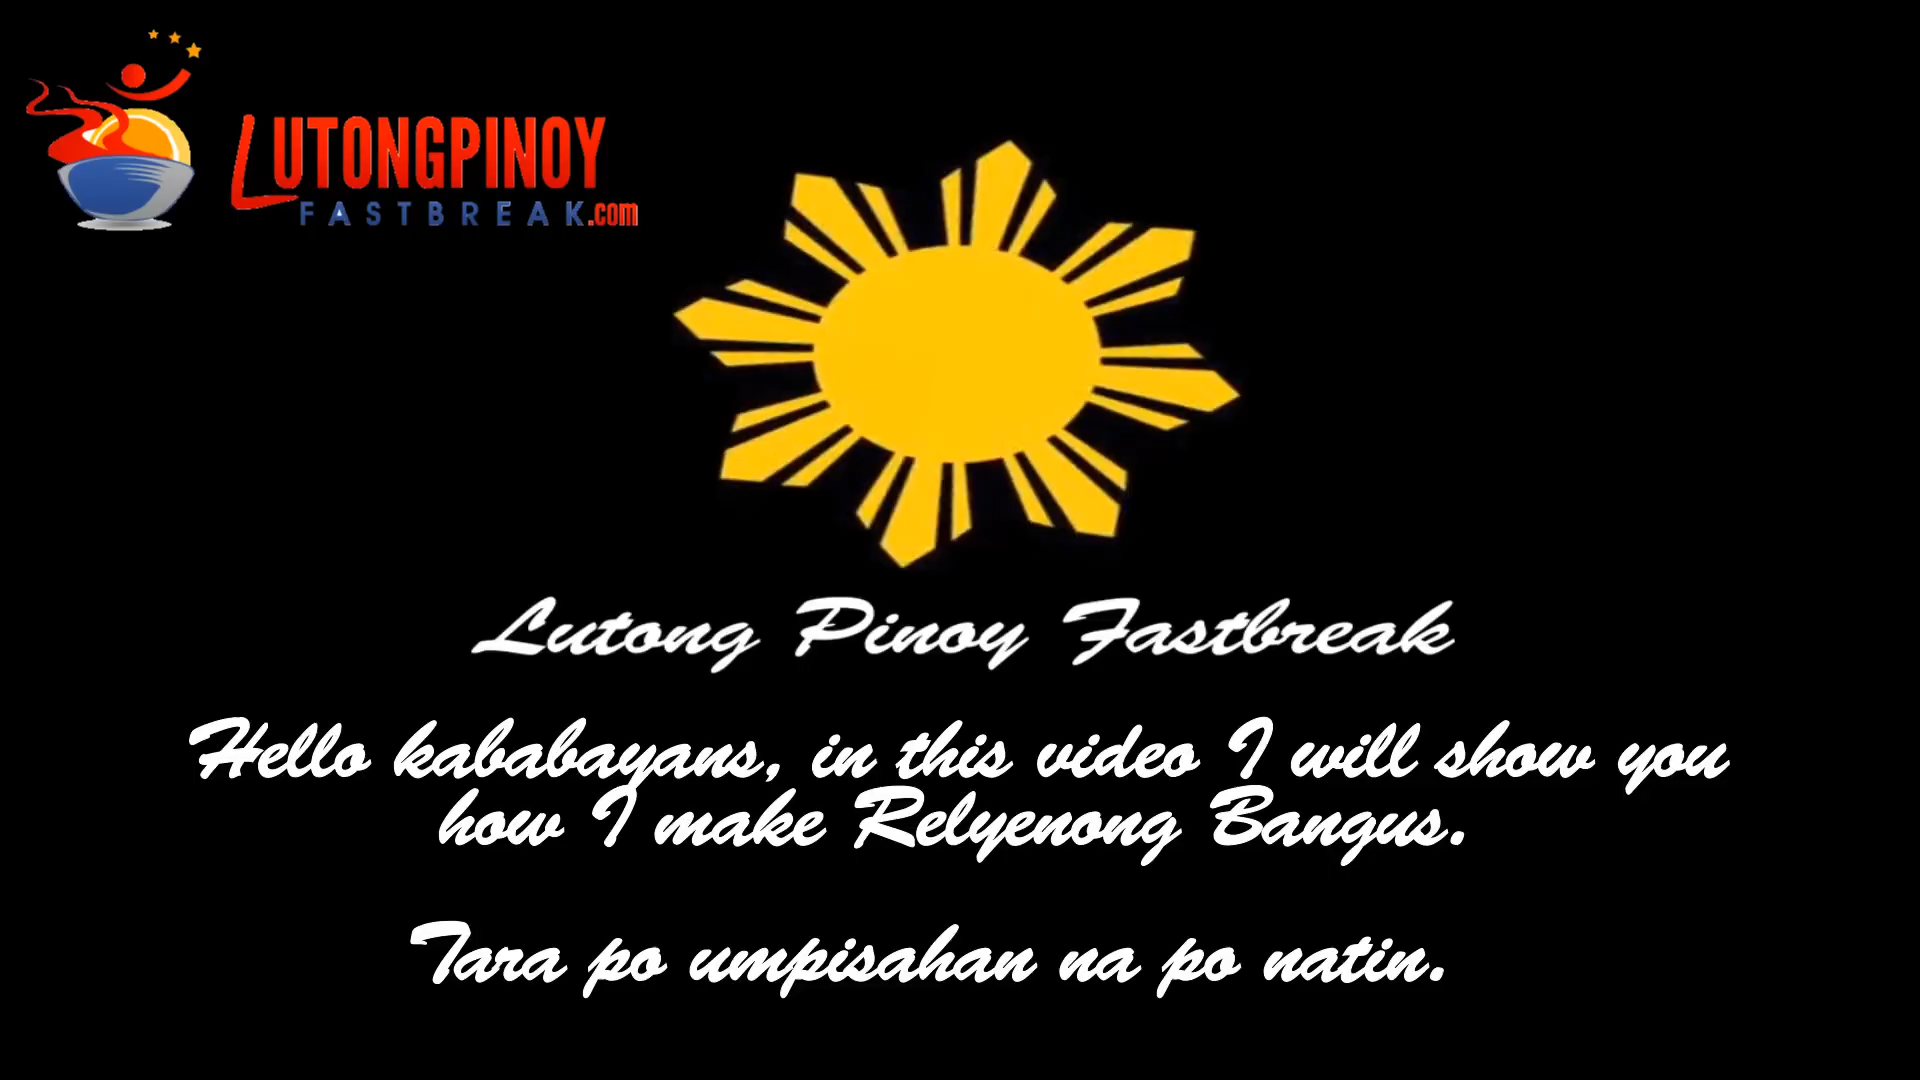 LUTONGPINOY
FASTBREAK.com
Lutong Pinoy Fastbreak
Hello kababayans, in this video I will show you
how I make Relyenong Bangus.
Tara po umpisahan na po natin.